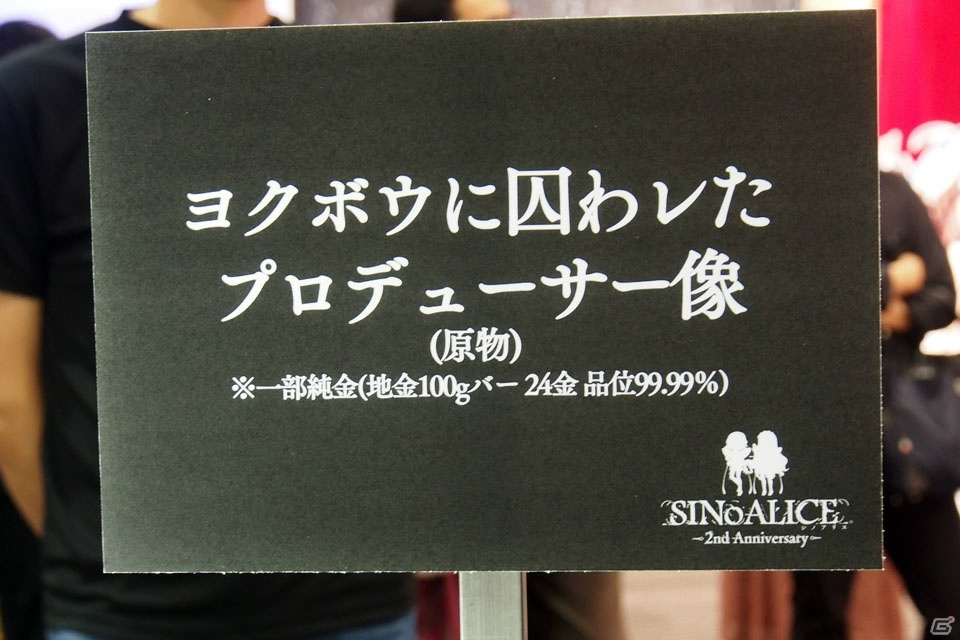 ヨクボウに囚わレた
プロデューサー像
(原物)
※一部純金(地金100gバー 24金 品位99.99%)
SINoALICE
シノアリス
2nd Anniversary